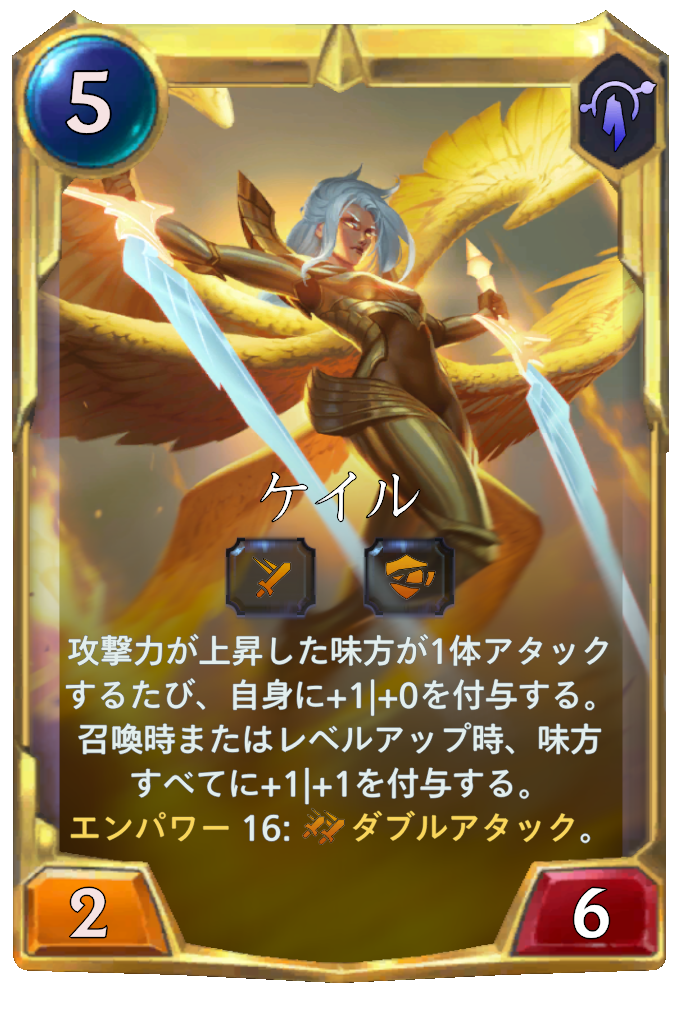 5
ケイル
攻撃力が上昇した味方が1体アタック
するたび、自身に+1|+0を付与する。
召喚時またはレベルアップ時、味方
すべてに+1|+1を付与する。
エンパワー 16: ダブルアタック。
2
6